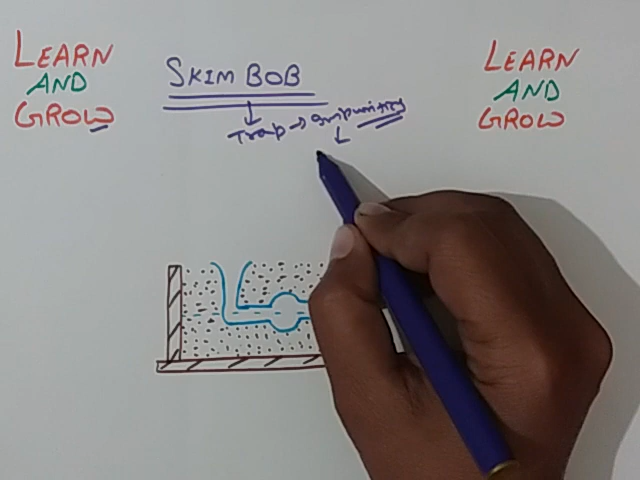 LEARN
AND
GROW
SKIM BOB
Trap → Impurities
LEARN
AND
GROW